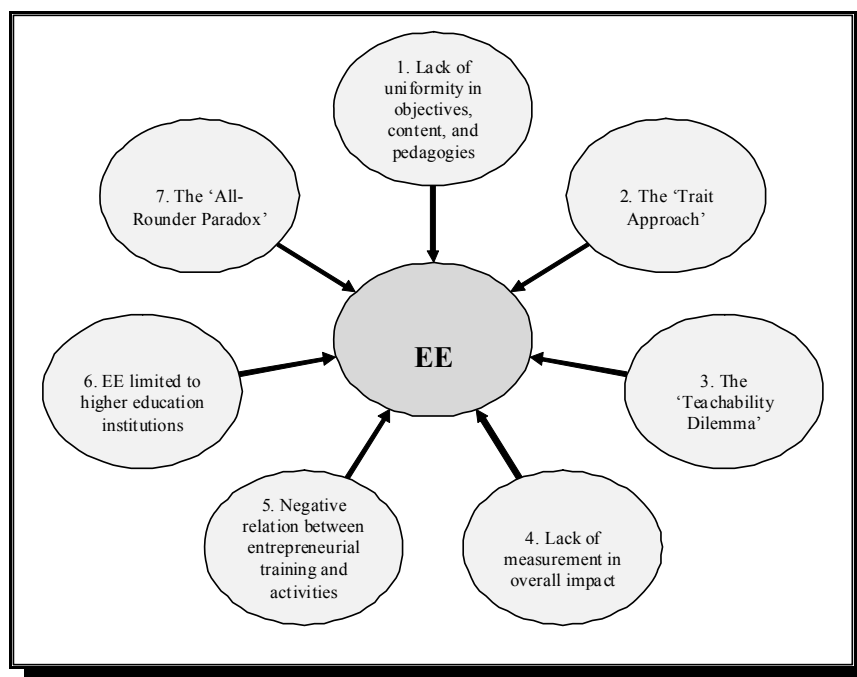 1. Lack of
uniformity in
objectives,
content, and
pedagogies
7. The ‘All-
Rounder Paradox’
2. The ‘Trait
Approach’
EE
6. EE limited to
higher education
institutions
3. The
‘Teachability
Dilemma’
5. Negative
relation between
entrepreneurial
training and
activities
4. Lack of
measurement in
overall impact